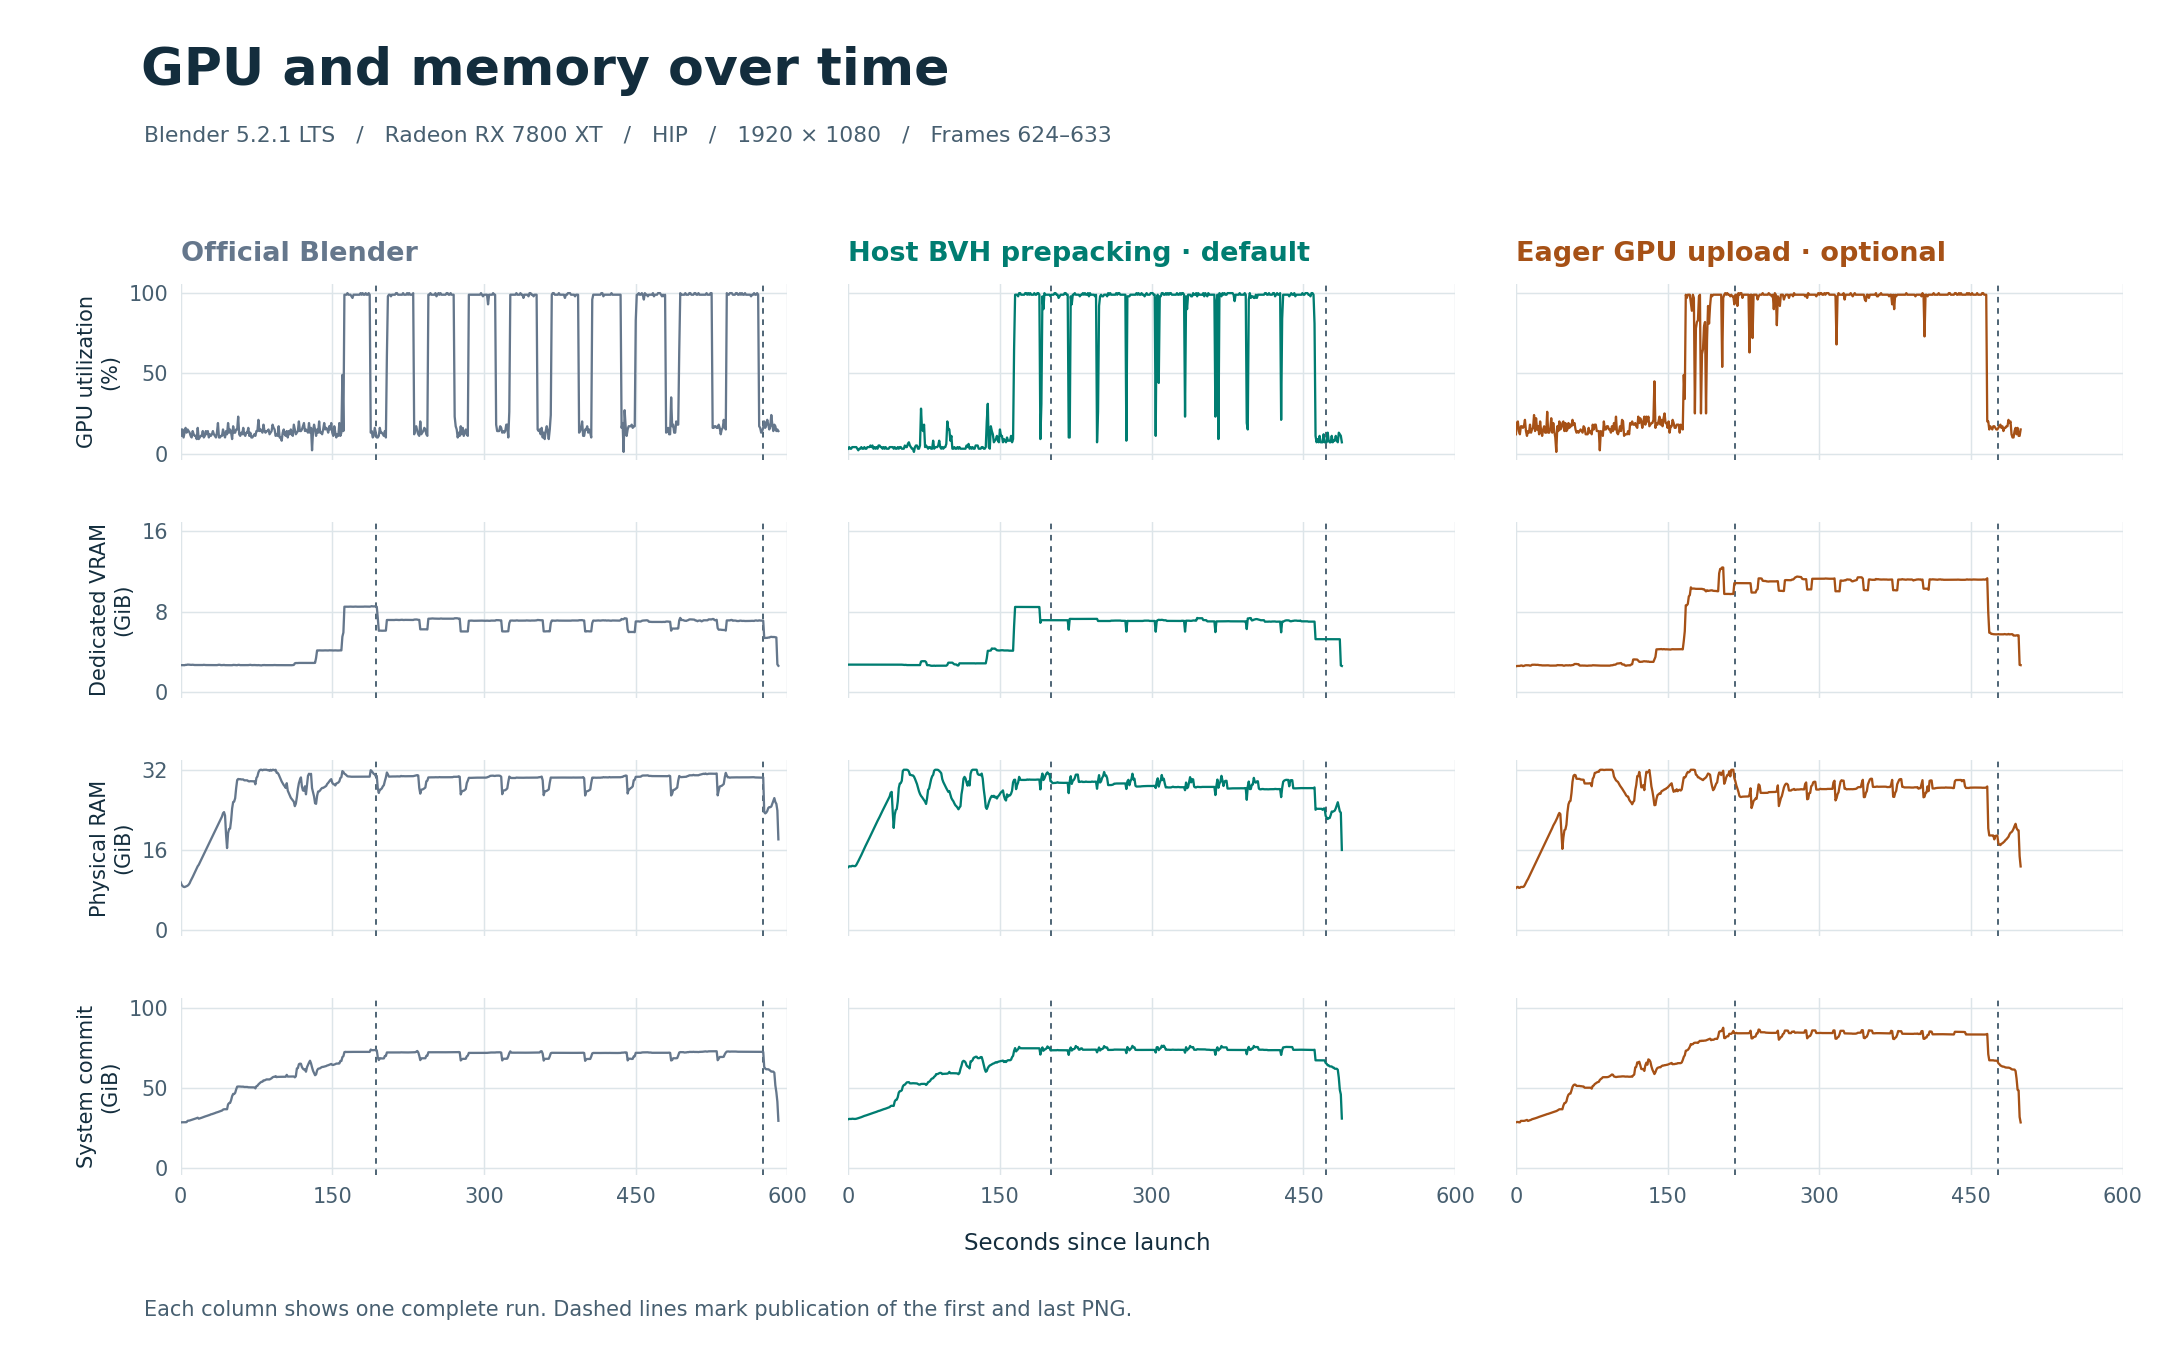 GPU and memory over time
Blender 5.2.1 LTS / Radeon RX 7800 XT / HIP / 1920 × 1080 / Frames 624–633
Official Blender
Host BVH prepacking · default
Eager GPU upload · optional
GPU utilization
(%)
100
50
0
Dedicated VRAM
(GiB)
16
8
0
Physical RAM
(GiB)
32
16
0
System commit
(GiB)
100
50
0
0 150 300 450 600
0 150 300 450 600
0 150 300 450 600
Seconds since launch
Each column shows one complete run. Dashed lines mark publication of the first and last PNG.